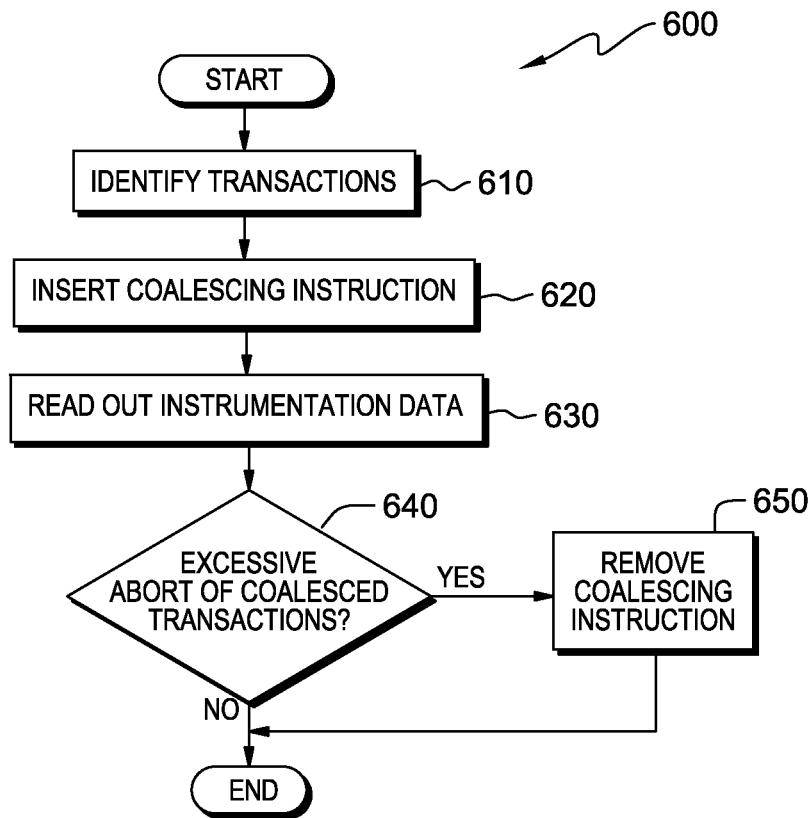 600
START
IDENTIFY TRANSACTIONS
610
INSERT COALESCING INSTRUCTION
620
READ OUT INSTRUMENTATION DATA
630
640
EXCESSIVE
ABORT OF COALESCED
TRANSACTIONS?
YES
650
REMOVE
COALESCING
INSTRUCTION
NO
END